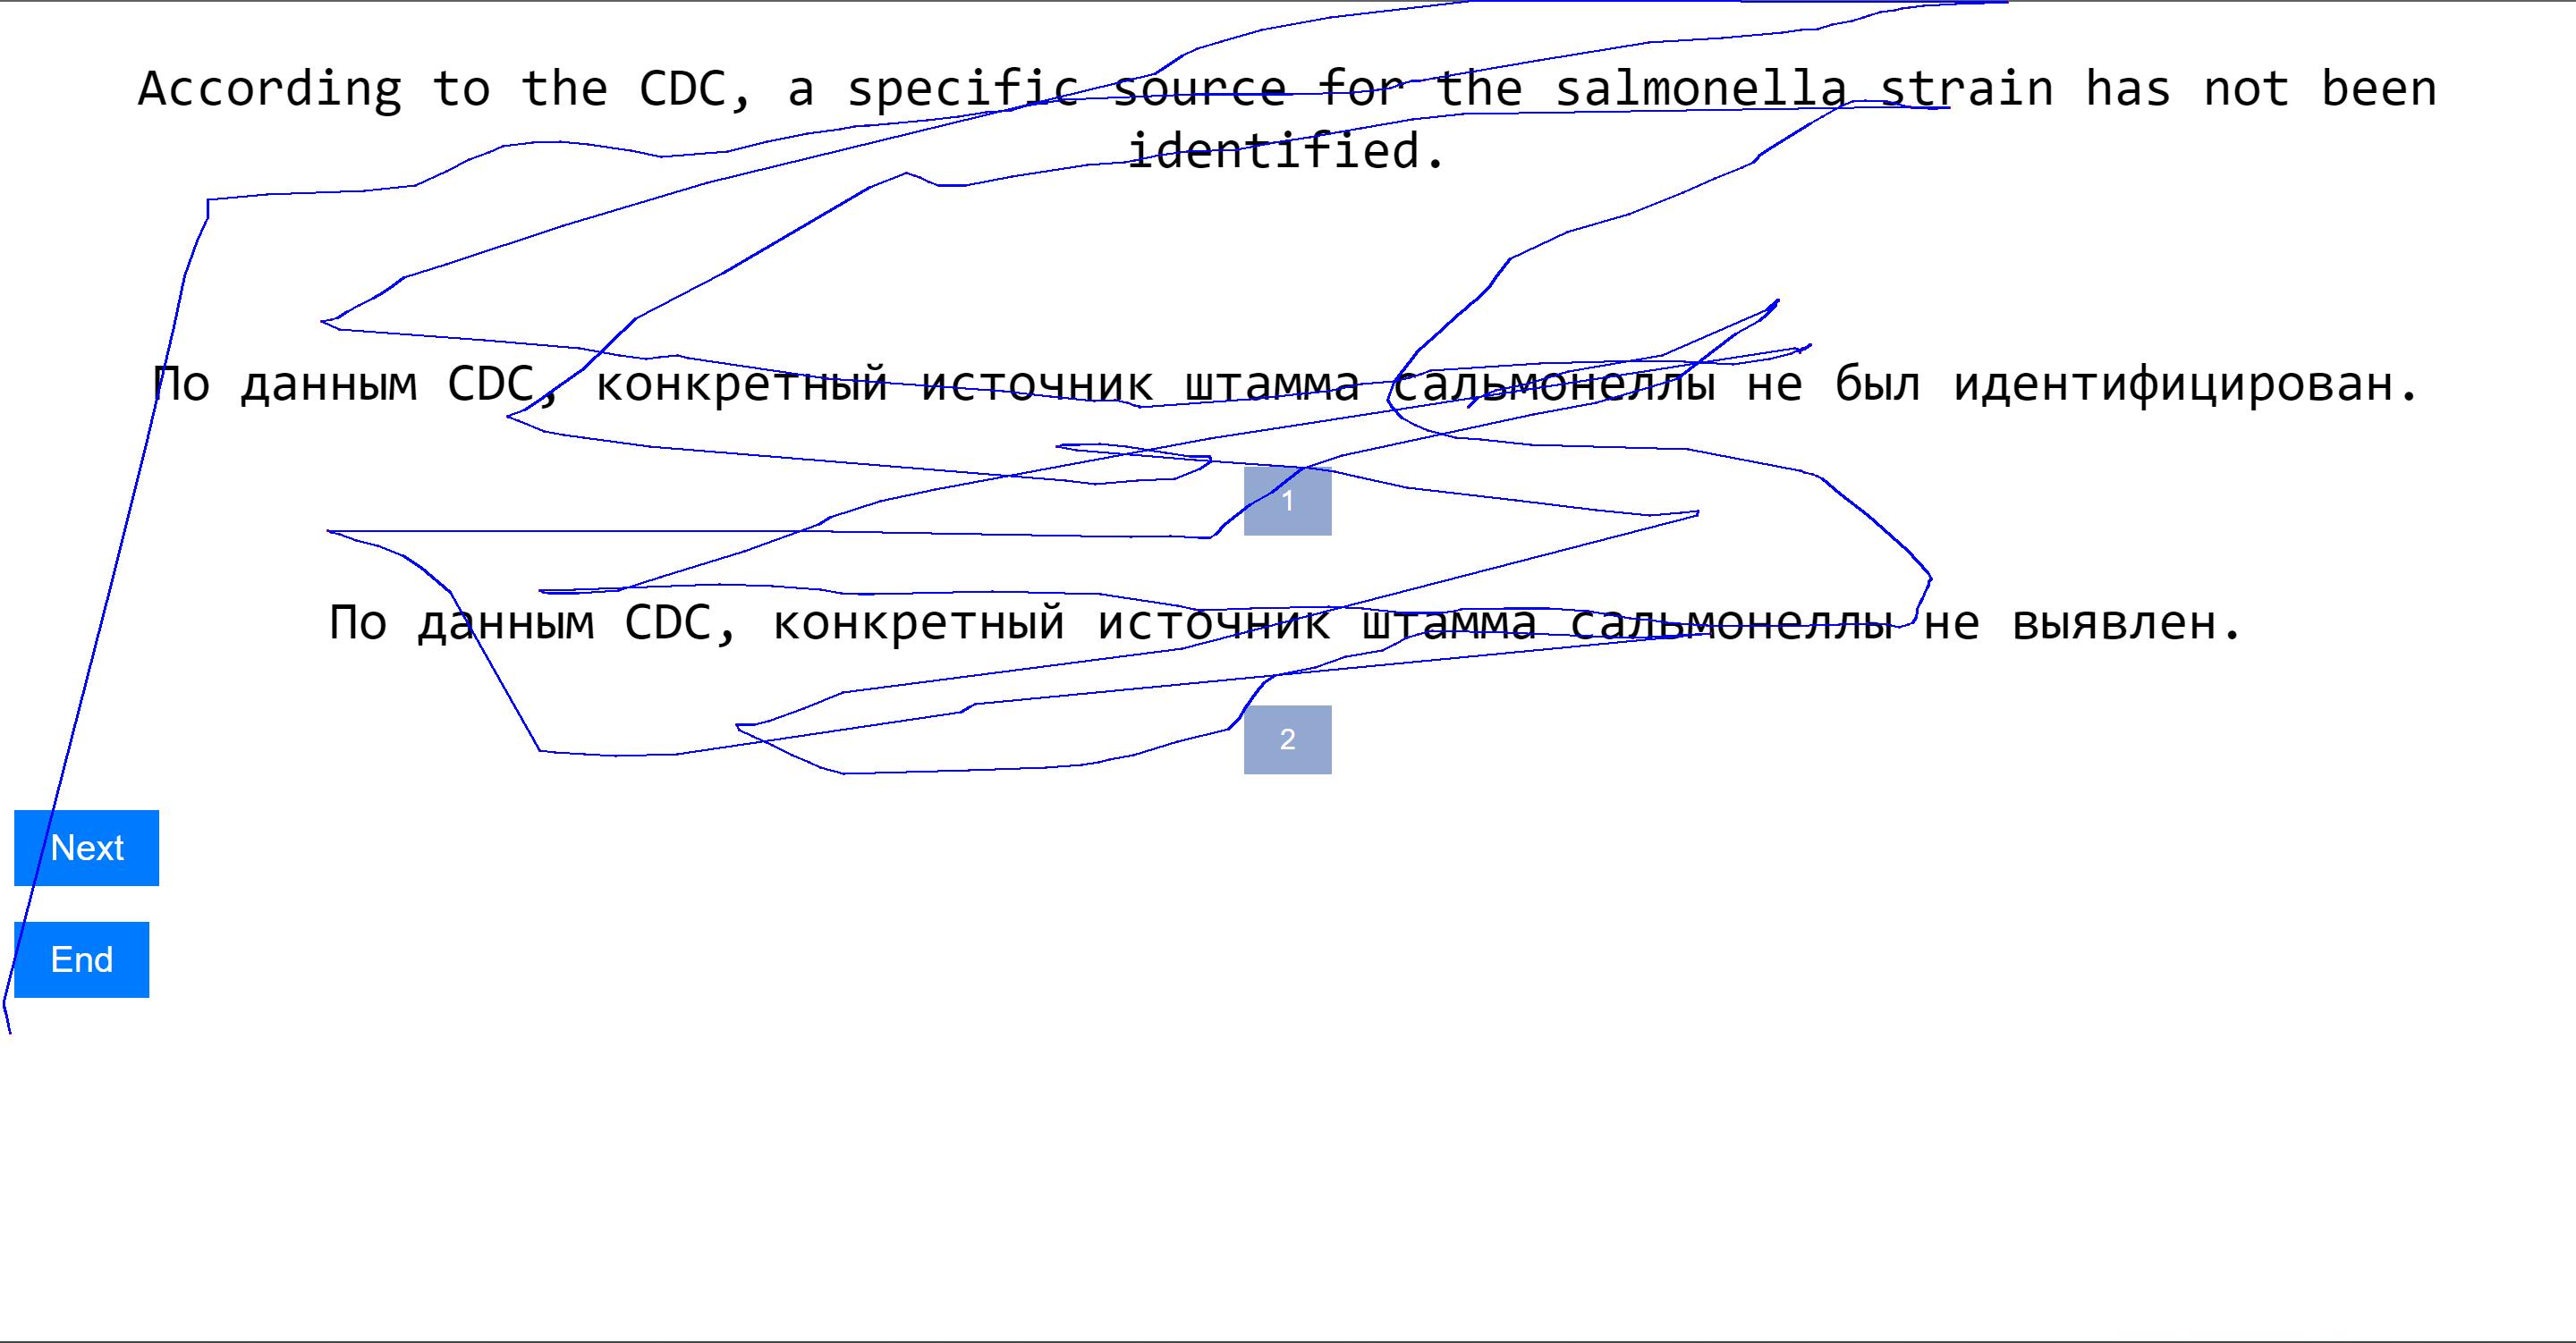 According to the CDC, a specific source for the salmonella strain has not been
identified.
По данным CDC, конкретный источник штамма сальмонеллы не был идентифицирован.
1
По данным CDC, конкретный источник штамма сальмонеллы не выявлен.
2
Next
End